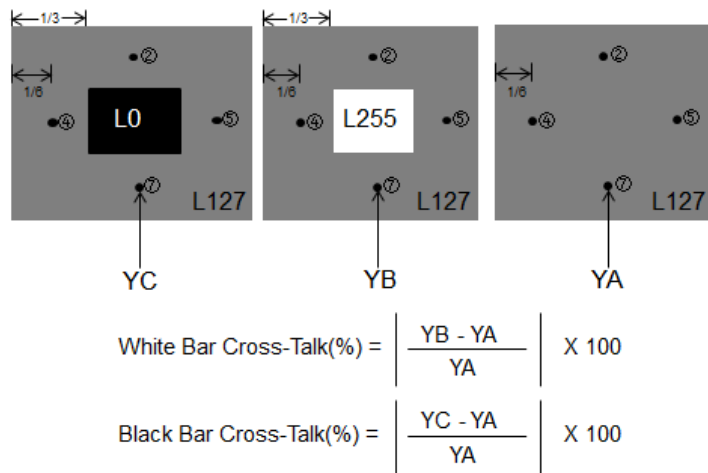 1/3 1/3
② ② ②
1/6 1/6 1/6
④ L0 ⑤ ④ L255 ⑤ ④ ⑤
⑦ ⑦ ⑦
L127 L127 L127
YC YB YA
White Bar Cross-Talk(%) = | YB - YA / YA | X 100
Black Bar Cross-Talk(%) = | YC - YA / YA | X 100